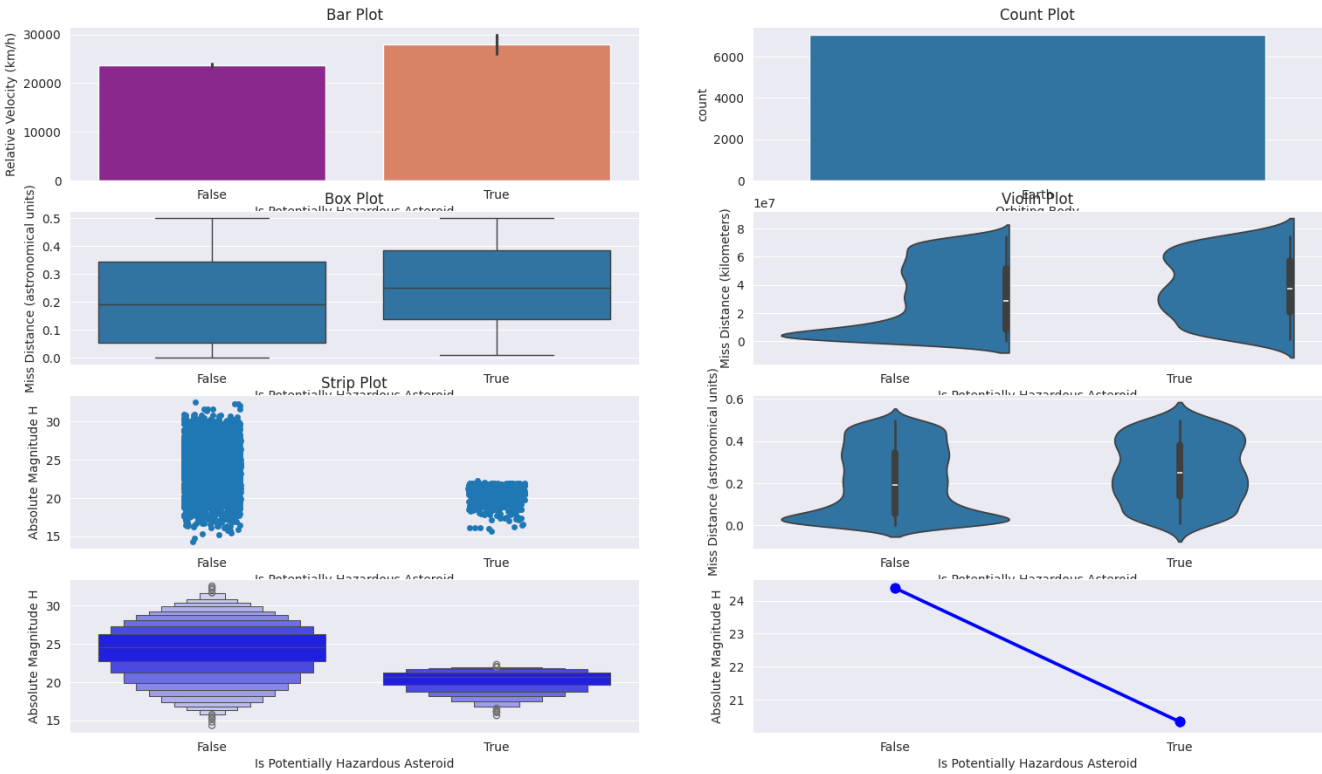 Bar Plot
Relative Velocity (km/h)
30000
20000
10000
0
False
True
Is Potentially Hazardous Asteroid
Count Plot
count
6000
4000
2000
0
Earth
Orbiting Body
Box Plot
Miss Distance (astronomical units)
0.5
0.4
0.3
0.2
0.1
0.0
False
True
Is Potentially Hazardous Asteroid
Violin Plot
1e7
Miss Distance (kilometers)
8
6
4
2
0
False
True
Is Potentially Hazardous Asteroid
Strip Plot
Absolute Magnitude H
30
25
20
15
False
True
Is Potentially Hazardous Asteroid
Miss Distance (astronomical units)
0.6
0.4
0.2
0.0
False
True
Is Potentially Hazardous Asteroid
Absolute Magnitude H
30
25
20
15
False
True
Is Potentially Hazardous Asteroid
Absolute Magnitude H
24
23
22
21
False
True
Is Potentially Hazardous Asteroid